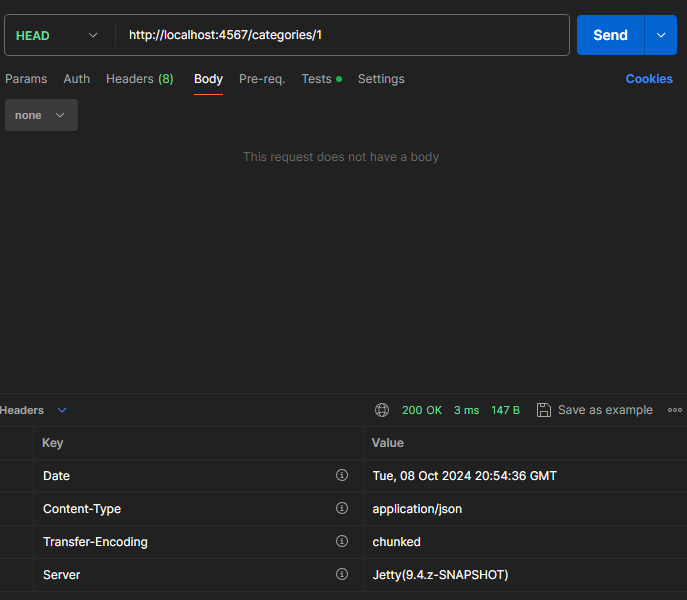 HEAD http://localhost:4567/categories/1 Send
Params Auth Headers (8) Body Pre-req. Tests Settings Cookies
none
This request does not have a body
Headers 200 OK 3 ms 147 B Save as example
Key Value
Date Tue, 08 Oct 2024 20:54:36 GMT
Content-Type application/json
Transfer-Encoding chunked
Server Jetty(9.4.z-SNAPSHOT)